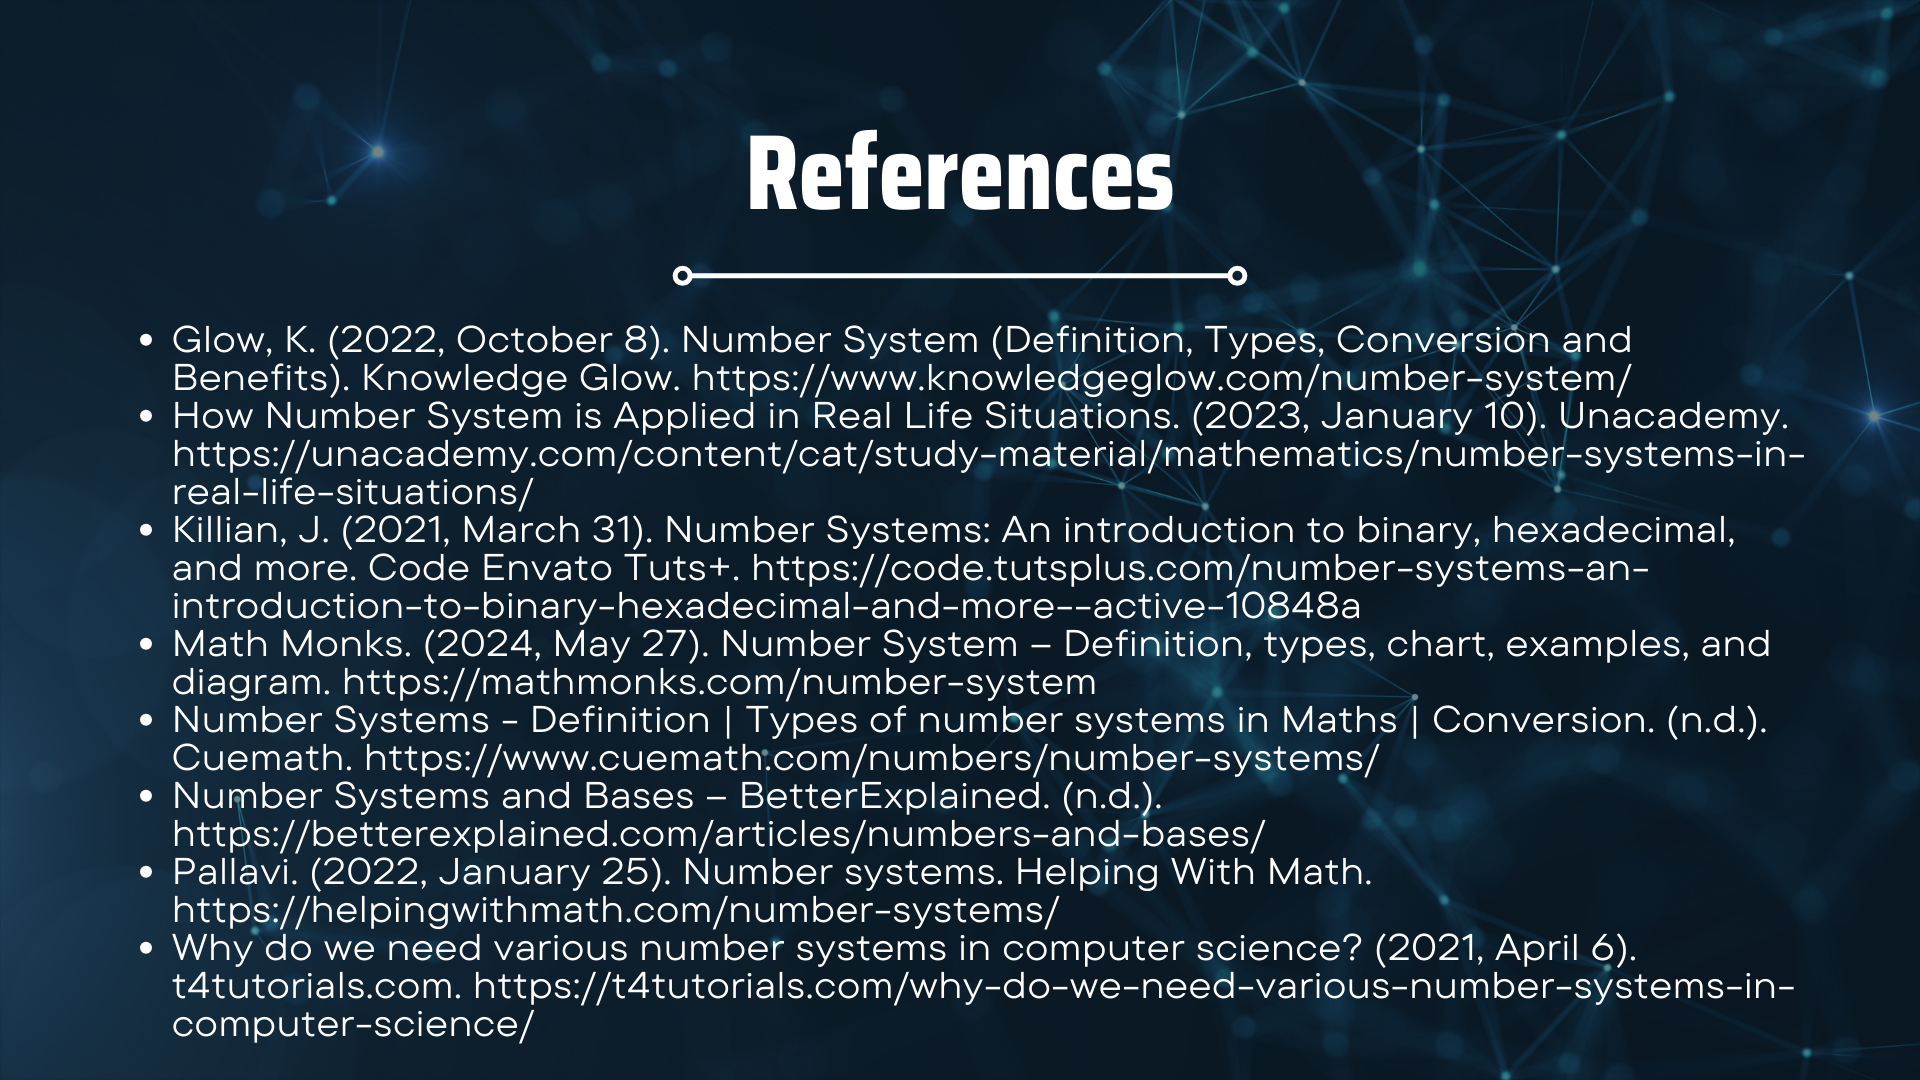 References
• Glow, K. (2022, October 8). Number System (Definition, Types, Conversion and
Benefits). Knowledge Glow. https://www.knowledgeglow.com/number-system/
• How Number System is Applied in Real Life Situations. (2023, January 10). Unacademy.
https://unacademy.com/content/cat/study-material/mathematics/number-systems-in-
real-life-situations/
• Killian, J. (2021, March 31). Number Systems: An introduction to binary, hexadecimal,
and more. Code Envato Tuts+. https://code.tutsplus.com/number-systems-an-
introduction-to-binary-hexadecimal-and-more--active-10848a
• Math Monks. (2024, May 27). Number System – Definition, types, chart, examples, and
diagram. https://mathmonks.com/number-system
• Number Systems - Definition | Types of number systems in Maths | Conversion. (n.d.).
Cuemath. https://www.cuemath.com/numbers/number-systems/
• Number Systems and Bases – BetterExplained. (n.d.).
https://betterexplained.com/articles/numbers-and-bases/
• Pallavi. (2022, January 25). Number systems. Helping With Math.
https://helpingwithmath.com/number-systems/
• Why do we need various number systems in computer science? (2021, April 6).
t4tutorials.com. https://t4tutorials.com/why-do-we-need-various-number-systems-in-
computer-science/